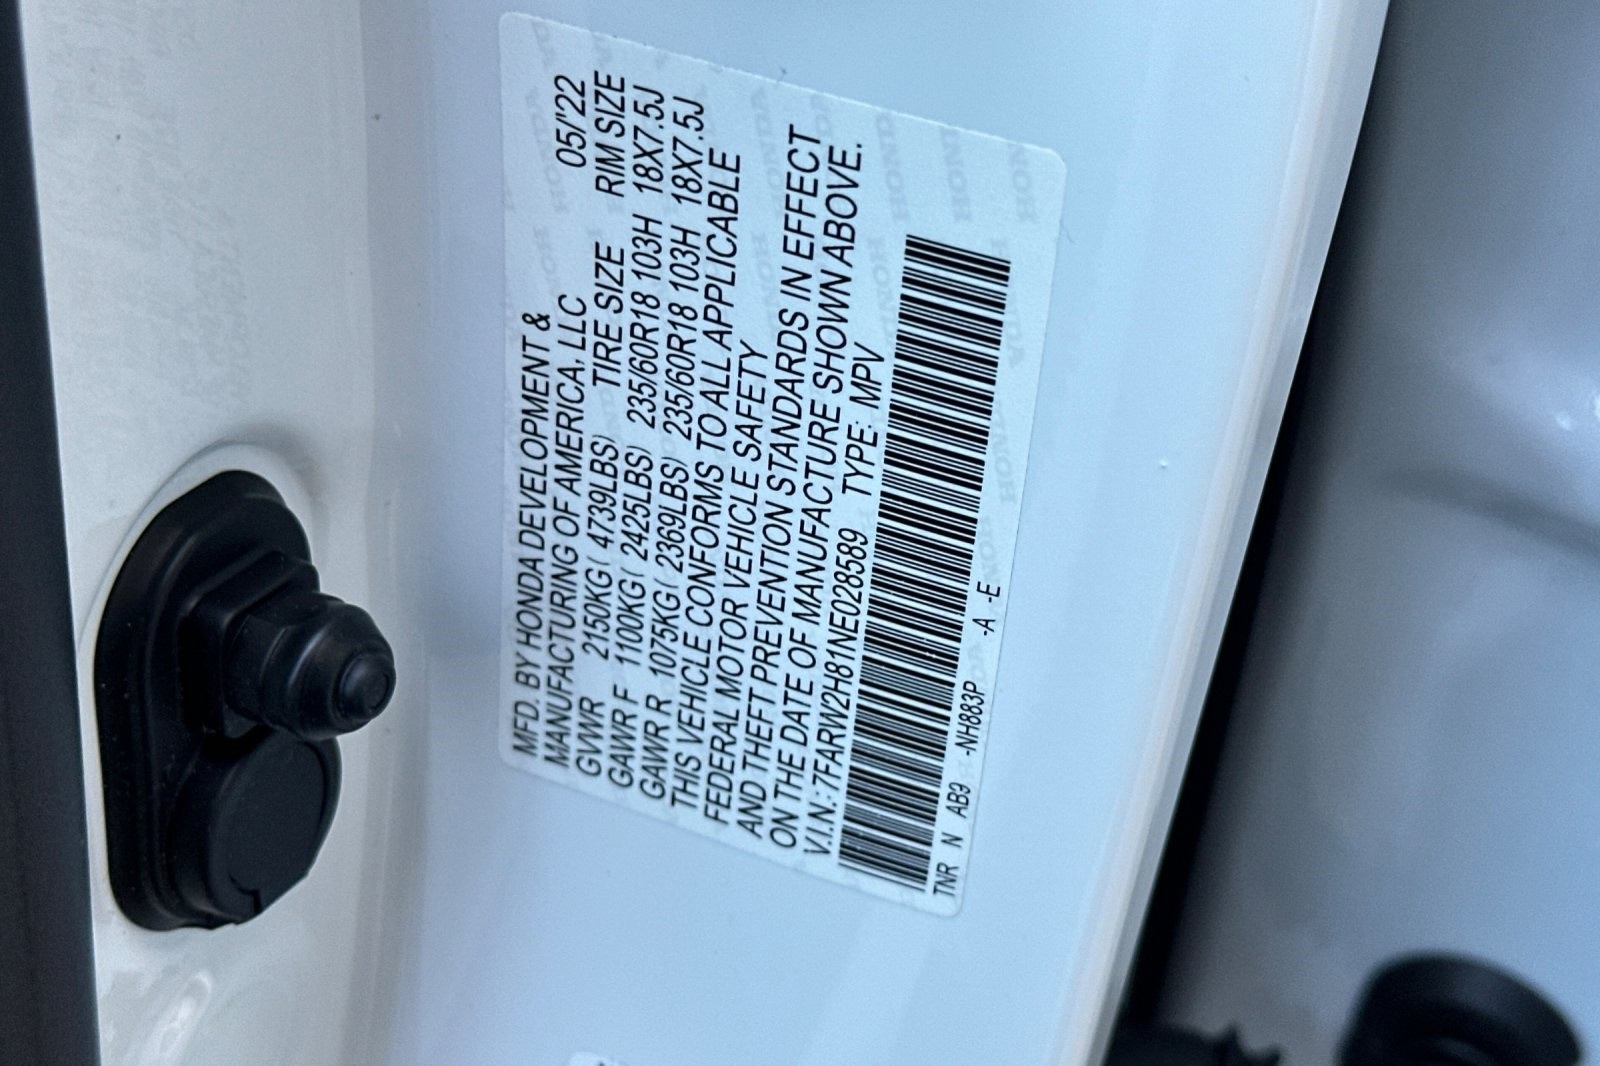 MFD. BY HONDA DEVELOPMENT &
MANUFACTURING OF AMERICA, LLC 05/'22
GVWR 2150KG( 4739LBS) TIRE SIZE RIM SIZE
GAWR F 1100KG( 2425LBS) 235/60R18 103H 18X7.5J
GAWR R 1075KG( 2369LBS) 235/60R18 103H 18X7.5J
THIS VEHICLE CONFORMS TO ALL APPLICABLE
FEDERAL MOTOR VEHICLE SAFETY
AND THEFT PREVENTION STANDARDS IN EFFECT
ON THE DATE OF MANUFACTURE SHOWN ABOVE.
V.I.N.:7FARW2H81NE028589 TYPE: MPV
TNR N -NH883P -A -E